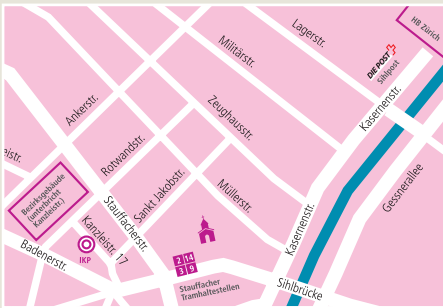 HB Zürich
Lagerstr.
Militärstr.
DIE POST
Sihlpost
Kasernenstr.
Ankerstr.
Zeughausstr.
eistr.
Rotwandstr.
Gessnerallee
Bezirksgebäude
(unterbricht
Kanzleistr.)
Sankt Jakobstr.
Müllerstr.
Stauffacherstr.
Kasernenstr.
Kanzleistr. 17
Badenerstr.
IKP
2 14
3 9
Stauffacher
Tramhaltestellen
Sihlbrücke